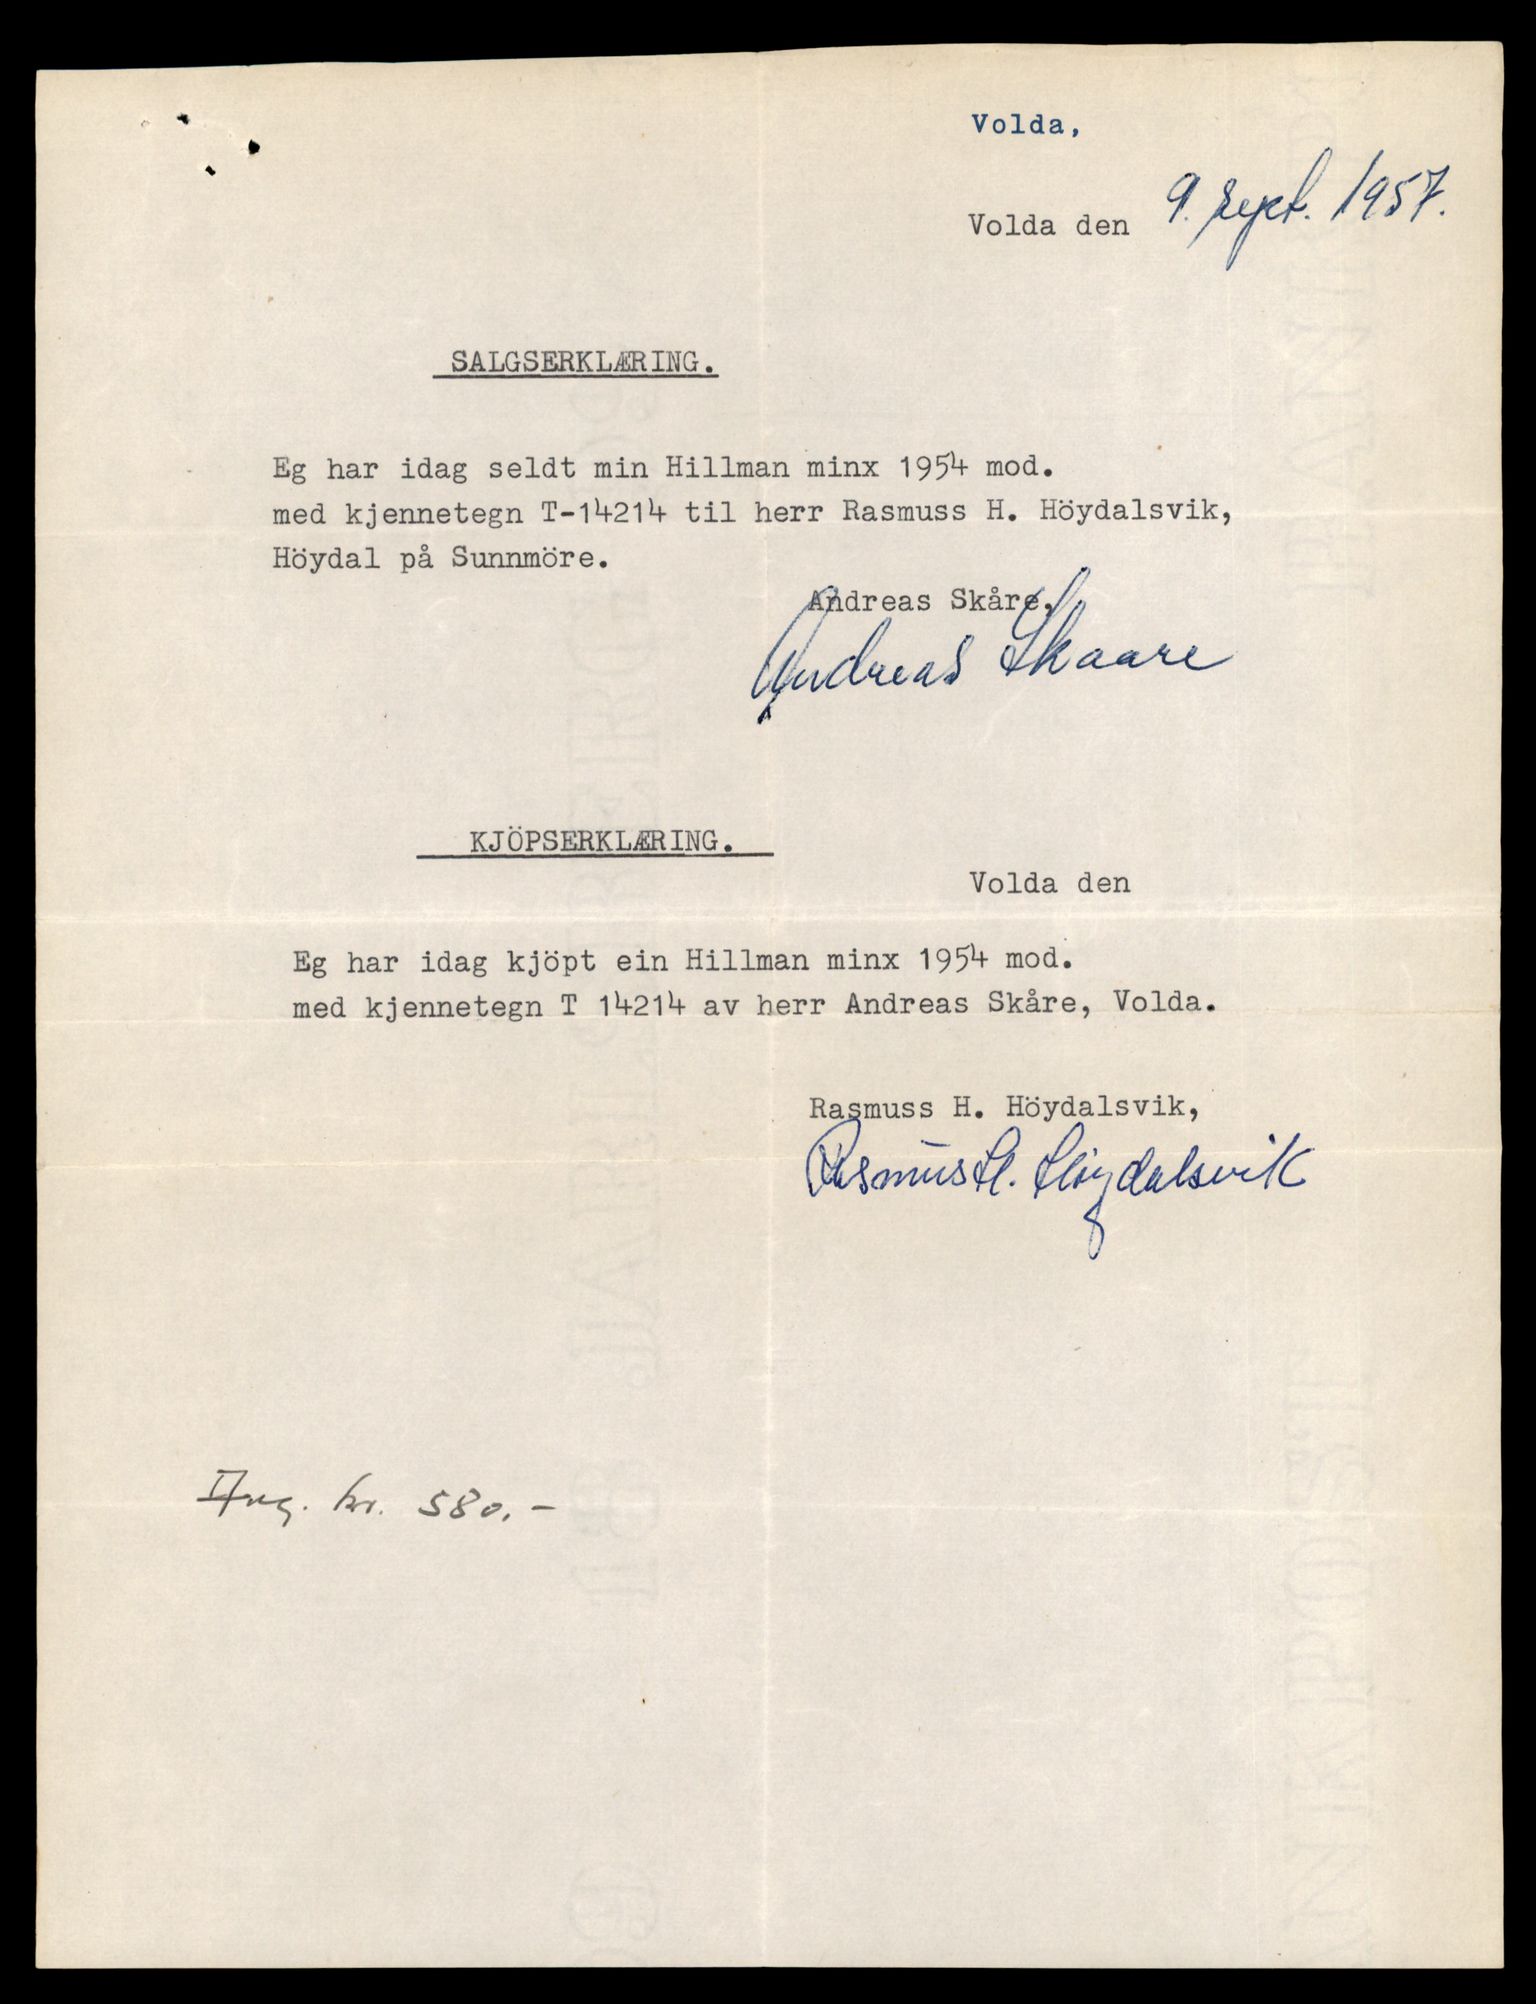 Volda,
Volda den 9. sept. 1957.
SALGSERKLÆRING.
Eg har idag seldt min Hillman minx 1954 mod.
med kjennetegn T-14214 til herr Rasmuss H. Höydalsvik,
Höydal på Sunnmöre.
Andreas Skåre.
Andreas Skaare
KJÖPSERKLÆRING.
Volda den
Eg har idag kjöpt ein Hillman minx 1954 mod.
med kjennetegn T 14214 av herr Andreas Skåre, Volda.
Rasmuss H. Höydalsvik,
Rasmus H. Höydalsvik
kr. 580.-